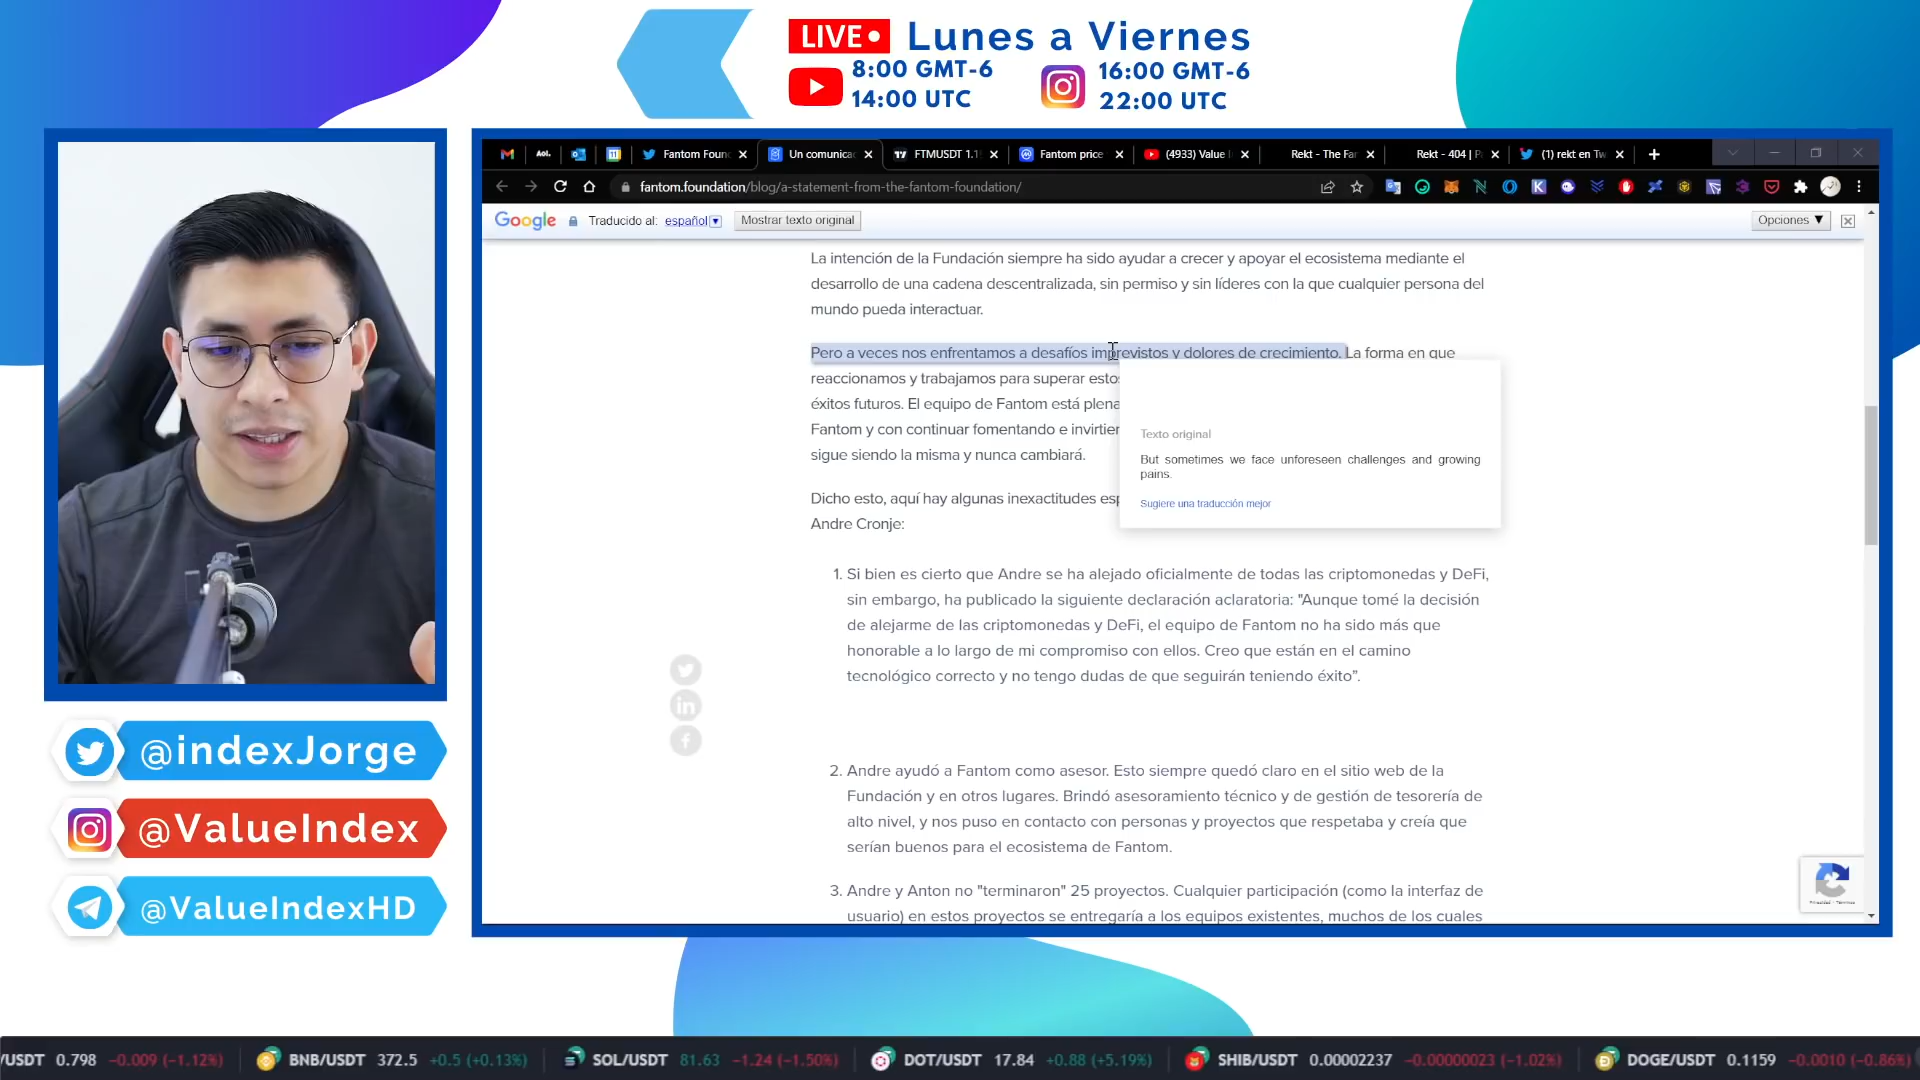 LIVE Lunes a Viernes
8:00 GMT-6
14:00 UTC
16:00 GMT-6
22:00 UTC
Aol.
Fantom Foun
Un comunica
FTMUSDT 1.1
Fantom price
(4933) Value
Rekt - The Fa
Rekt - 404 |
(1) rekt en Tw
fantom.foundation/blog/a-statement-from-the-fantom-foundation/
Google Traducido al: español Mostrar texto original Opciones ▼
La intención de la Fundación siempre ha sido ayudar a crecer y apoyar el ecosistema mediante el
desarrollo de una cadena descentralizada, sin permiso y sin líderes con la que cualquier persona del
mundo pueda interactuar.
Pero a veces nos enfrentamos a desafíos imprevistos y dolores de crecimiento. La forma en que
reaccionamos y trabajamos para superar estos
éxitos futuros. El equipo de Fantom está plena
Fantom y con continuar fomentando e invirtien
sigue siendo la misma y nunca cambiará.
Texto original
But sometimes we face unforeseen challenges and growing
pains.
Sugiere una traducción mejor
Dicho esto, aquí hay algunas inexactitudes esp
Andre Cronje:
1. Si bien es cierto que Andre se ha alejado oficialmente de todas las criptomonedas y DeFi,
sin embargo, ha publicado la siguiente declaración aclaratoria: "Aunque tomé la decisión
de alejarme de las criptomonedas y DeFi, el equipo de Fantom no ha sido más que
honorable a lo largo de mi compromiso con ellos. Creo que están en el camino
tecnológico correcto y no tengo dudas de que seguirán teniendo éxito”.
2. Andre ayudó a Fantom como asesor. Esto siempre quedó claro en el sitio web de la
Fundación y en otros lugares. Brindó asesoramiento técnico y de gestión de tesorería de
alto nivel, y nos puso en contacto con personas y proyectos que respetaba y creía que
serían buenos para el ecosistema de Fantom.
3. Andre y Anton no "terminaron" 25 proyectos. Cualquier participación (como la interfaz de
usuario) en estos proyectos se entregaría a los equipos existentes, muchos de los cuales
@indexJorge
@ValueIndex
@ValueIndexHD
/USDT 0.798 −0.009 (−1.12%) BNB/USDT 372.5 +0.5 (+0.13%) SOL/USDT 81.63 −1.24 (−1.50%) DOT/USDT 17.84 +0.88 (+5.19%) SHIB/USDT 0.00002237 −0.00000023 (−1.02%) DOGE/USDT 0.1159 −0.0010 (−0.86%)